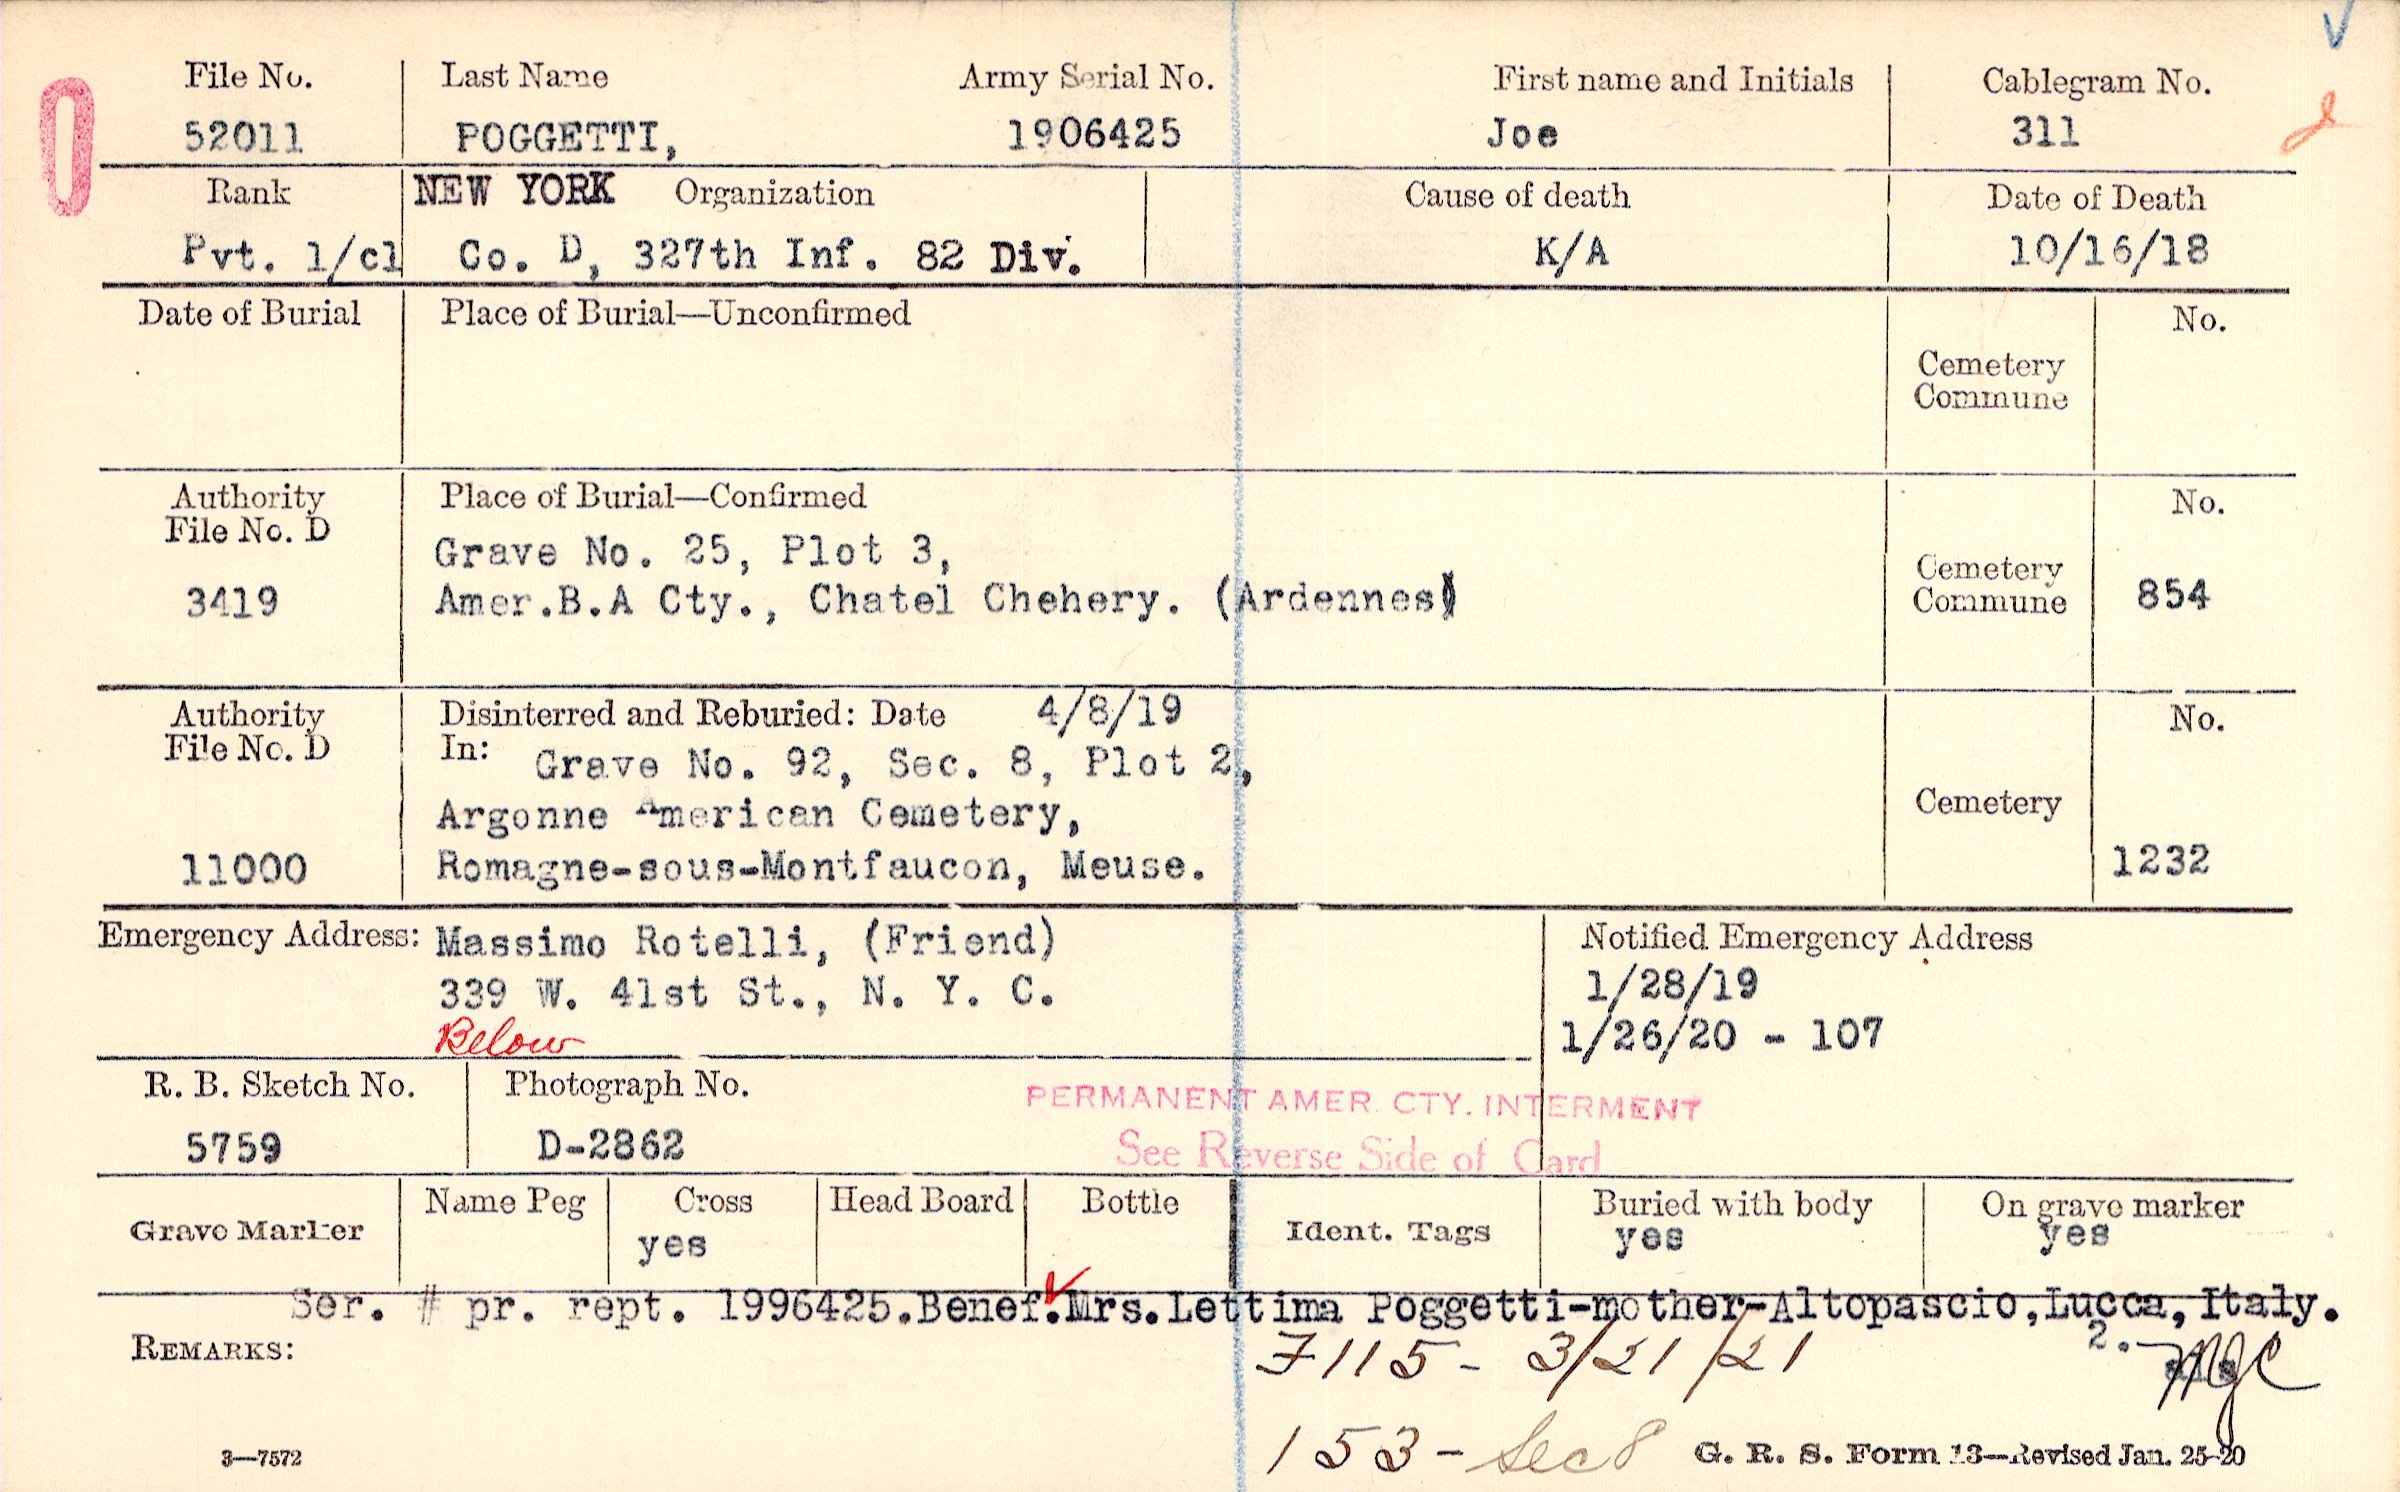 File No. Last Name Army Serial No. First name and Initials Cablegram No.
52011 POGGETTI, 1906425 Joe 311
Rank NEW YORK Organization Cause of death Date of Death
Pvt. 1/cl Co. D, 327th Inf. 82 Div. K/A 10/16/18
Date of Burial Place of Burial—Unconfirmed No.
Cemetery
Commune
Authority Place of Burial—Confirmed No.
File No. D
Grave No. 25, Plot 3,
Cemetery
3419 Amer.B.A Cty., Chatel Chehery. (Ardennes) Commune 854
Authority Disinterred and Reburied: Date 4/8/19 No.
File No. D In: Grave No. 92, Sec. 8, Plot 2,
Argonne American Cemetery, Cemetery
11000 Romagne-sous-Montfaucon, Meuse. 1232
Emergency Address: Massimo Rotelli, (Friend) Notified Emergency Address
339 W. 41st St., N. Y. C. 1/28/19
Below 1/26/20 - 107
R. B. Sketch No. Photograph No. PERMANENT AMER. CTY. INTERMENT
5759 D-2862 See Reverse Side of Card
Grave Marker Name Peg Cross Head Board Bottle Ident. Tags Buried with body On grave marker
yes yes yes
Ser. # pr. rept. 1996425.Benef.Mrs.Lettima Poggetti-mother-Altopascio,Lucca,Italy.
REMARKS: 7115 - 3/21/21 2.
153 - Sec 8
3—7572 G. R. S. Form 13—Revised Jan. 25-20